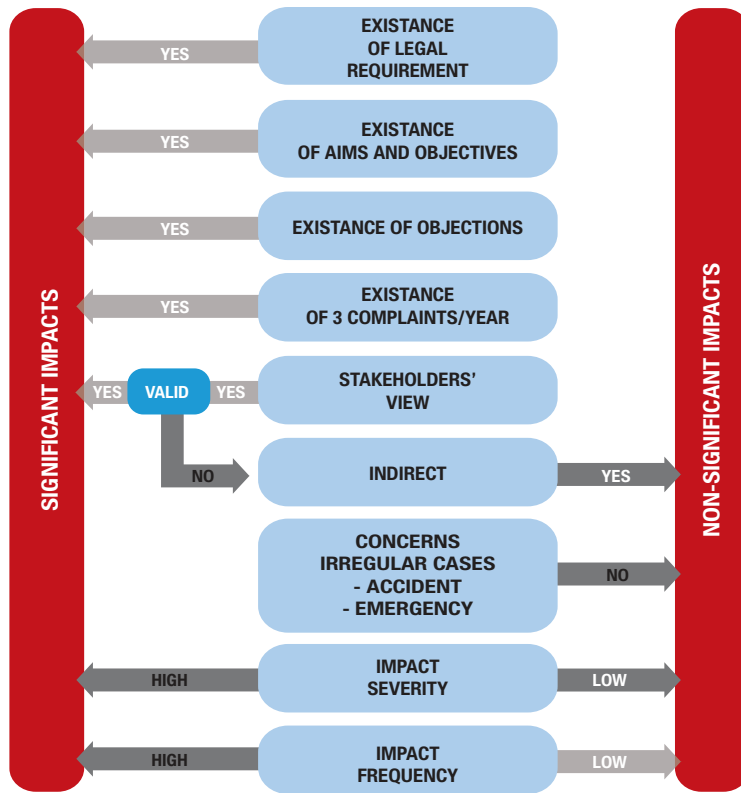 SIGNIFICANT IMPACTS
EXISTANCE
OF LEGAL
REQUIREMENT
YES
EXISTANCE
OF AIMS AND OBJECTIVES
YES
EXISTANCE OF OBJECTIONS
YES
EXISTANCE
OF 3 COMPLAINTS/YEAR
YES
STAKEHOLDERS'
VIEW
YES
VALID
YES
NO
INDIRECT
YES
CONCERNS
IRREGULAR CASES
- ACCIDENT
- EMERGENCY
NO
HIGH
IMPACT
SEVERITY
LOW
HIGH
IMPACT
FREQUENCY
LOW
NON-SIGNIFICANT IMPACTS